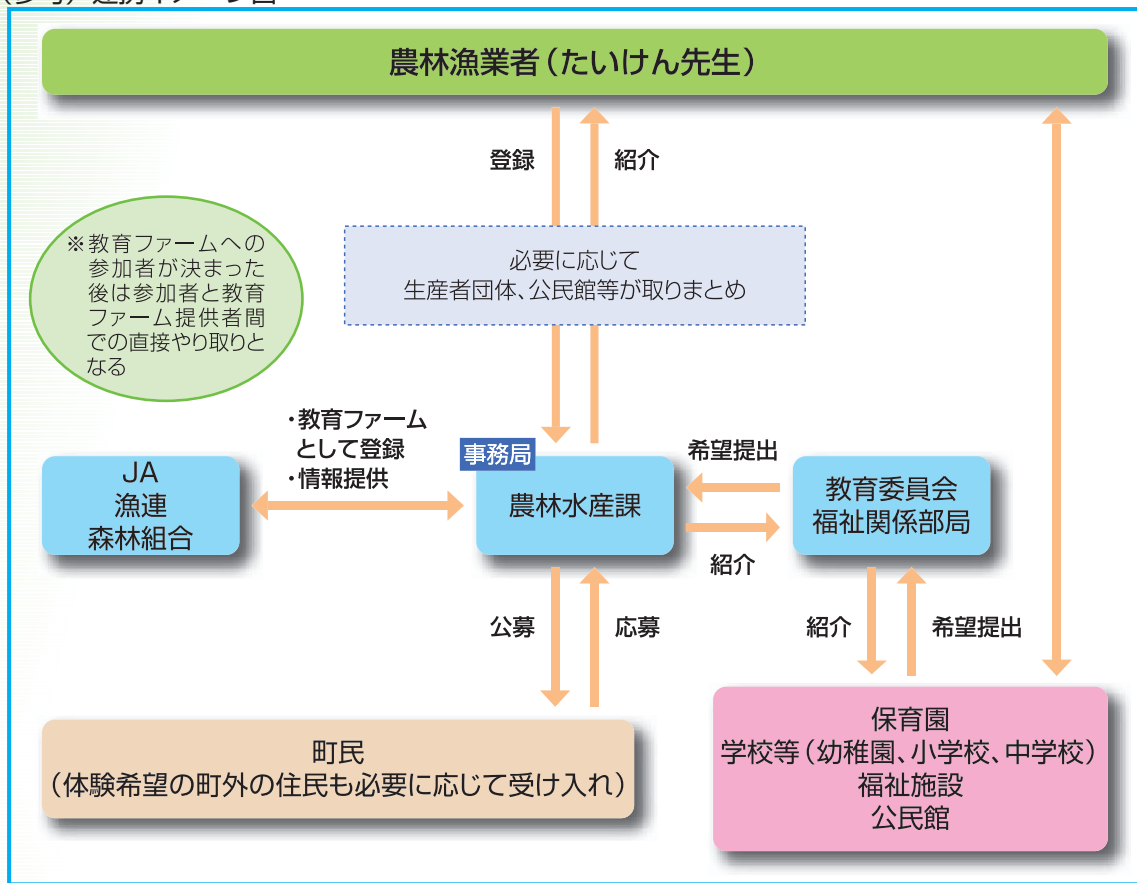 (参考) 連携イメージ図
農林漁業者(たいけん先生)
登録
紹介
必要に応じて
生産者団体、公民館等が取りまとめ
※教育ファームへの
参加者が決まった
後は参加者と教育
ファーム提供者間
での直接やり取りと
なる
・教育ファーム
として登録
・情報提供
JA
漁連
森林組合
事務局
農林水産課
希望提出
紹介
教育委員会
福祉関係部局
公募
応募
紹介
希望提出
町民
(体験希望の町外の住民も必要に応じて受け入れ)
保育園
学校等(幼稚園、小学校、中学校)
福祉施設
公民館